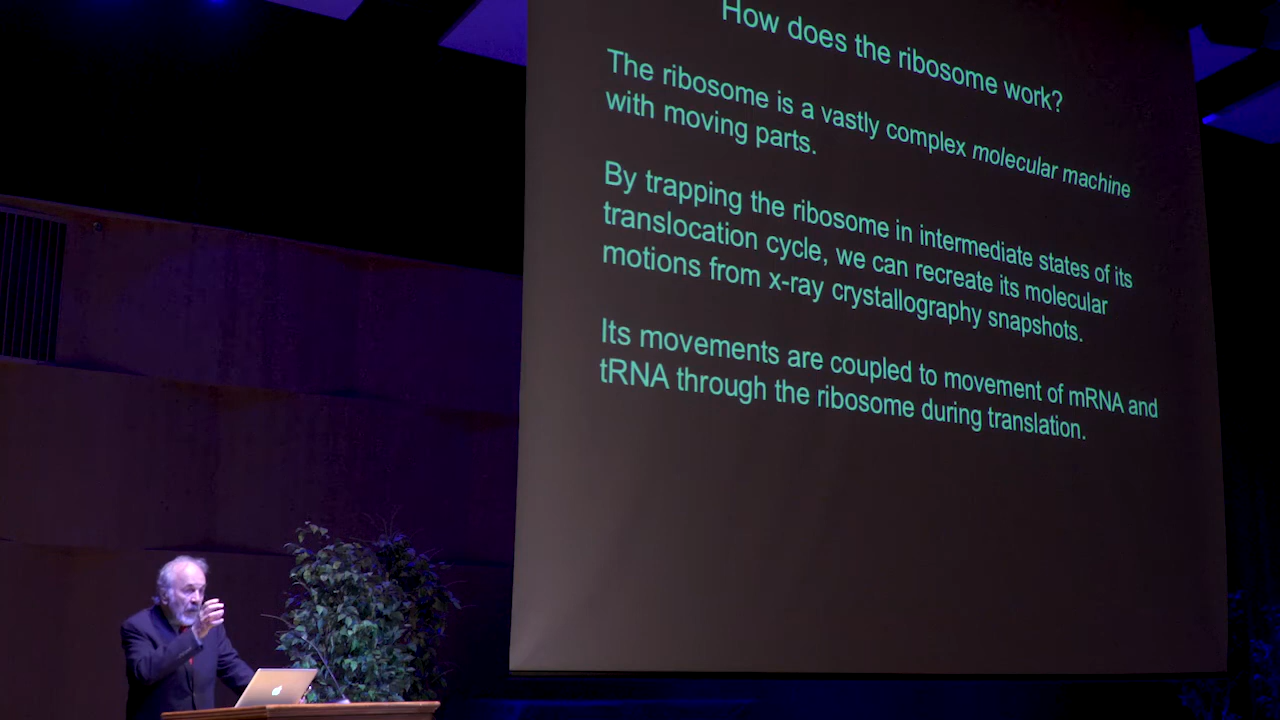 How does the ribosome work?
The ribosome is a vastly complex molecular machine
with moving parts.
By trapping the ribosome in intermediate states of its
translocation cycle, we can recreate its molecular
motions from x-ray crystallography snapshots.
Its movements are coupled to movement of mRNA and
tRNA through the ribosome during translation.